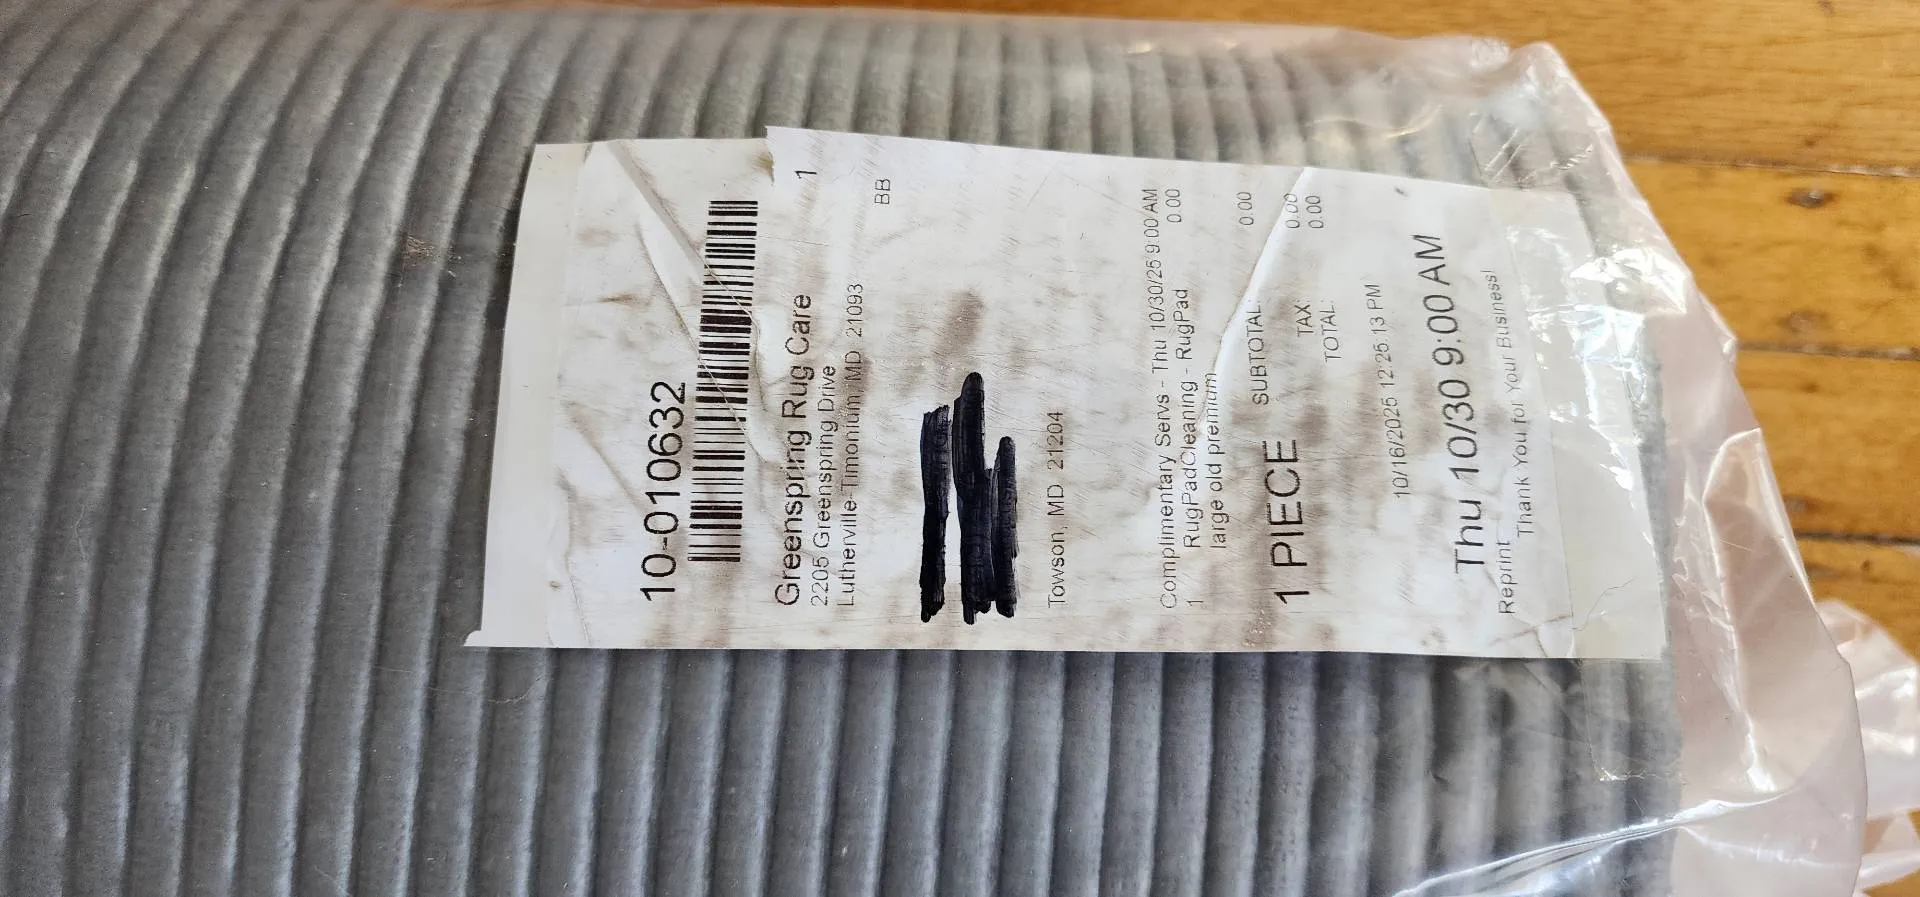 10-010632
Greenspring Rug Care 1
2205 Greenspring Drive
Lutherville-Timonium MD 21093
BB
Towson, MD 21204
Complimentary Servs - Thu 10/30/25 9:00 AM
1 RugPadCleaning - RugPad 0.00
large old premium
1 PIECE SUBTOTAL: 0.00
TAX: 0.00
TOTAL: 0.00
10/16/2025 12:25:13 PM
Thu 10/30 9:00 AM
Reprint
Thank You for Your Business!